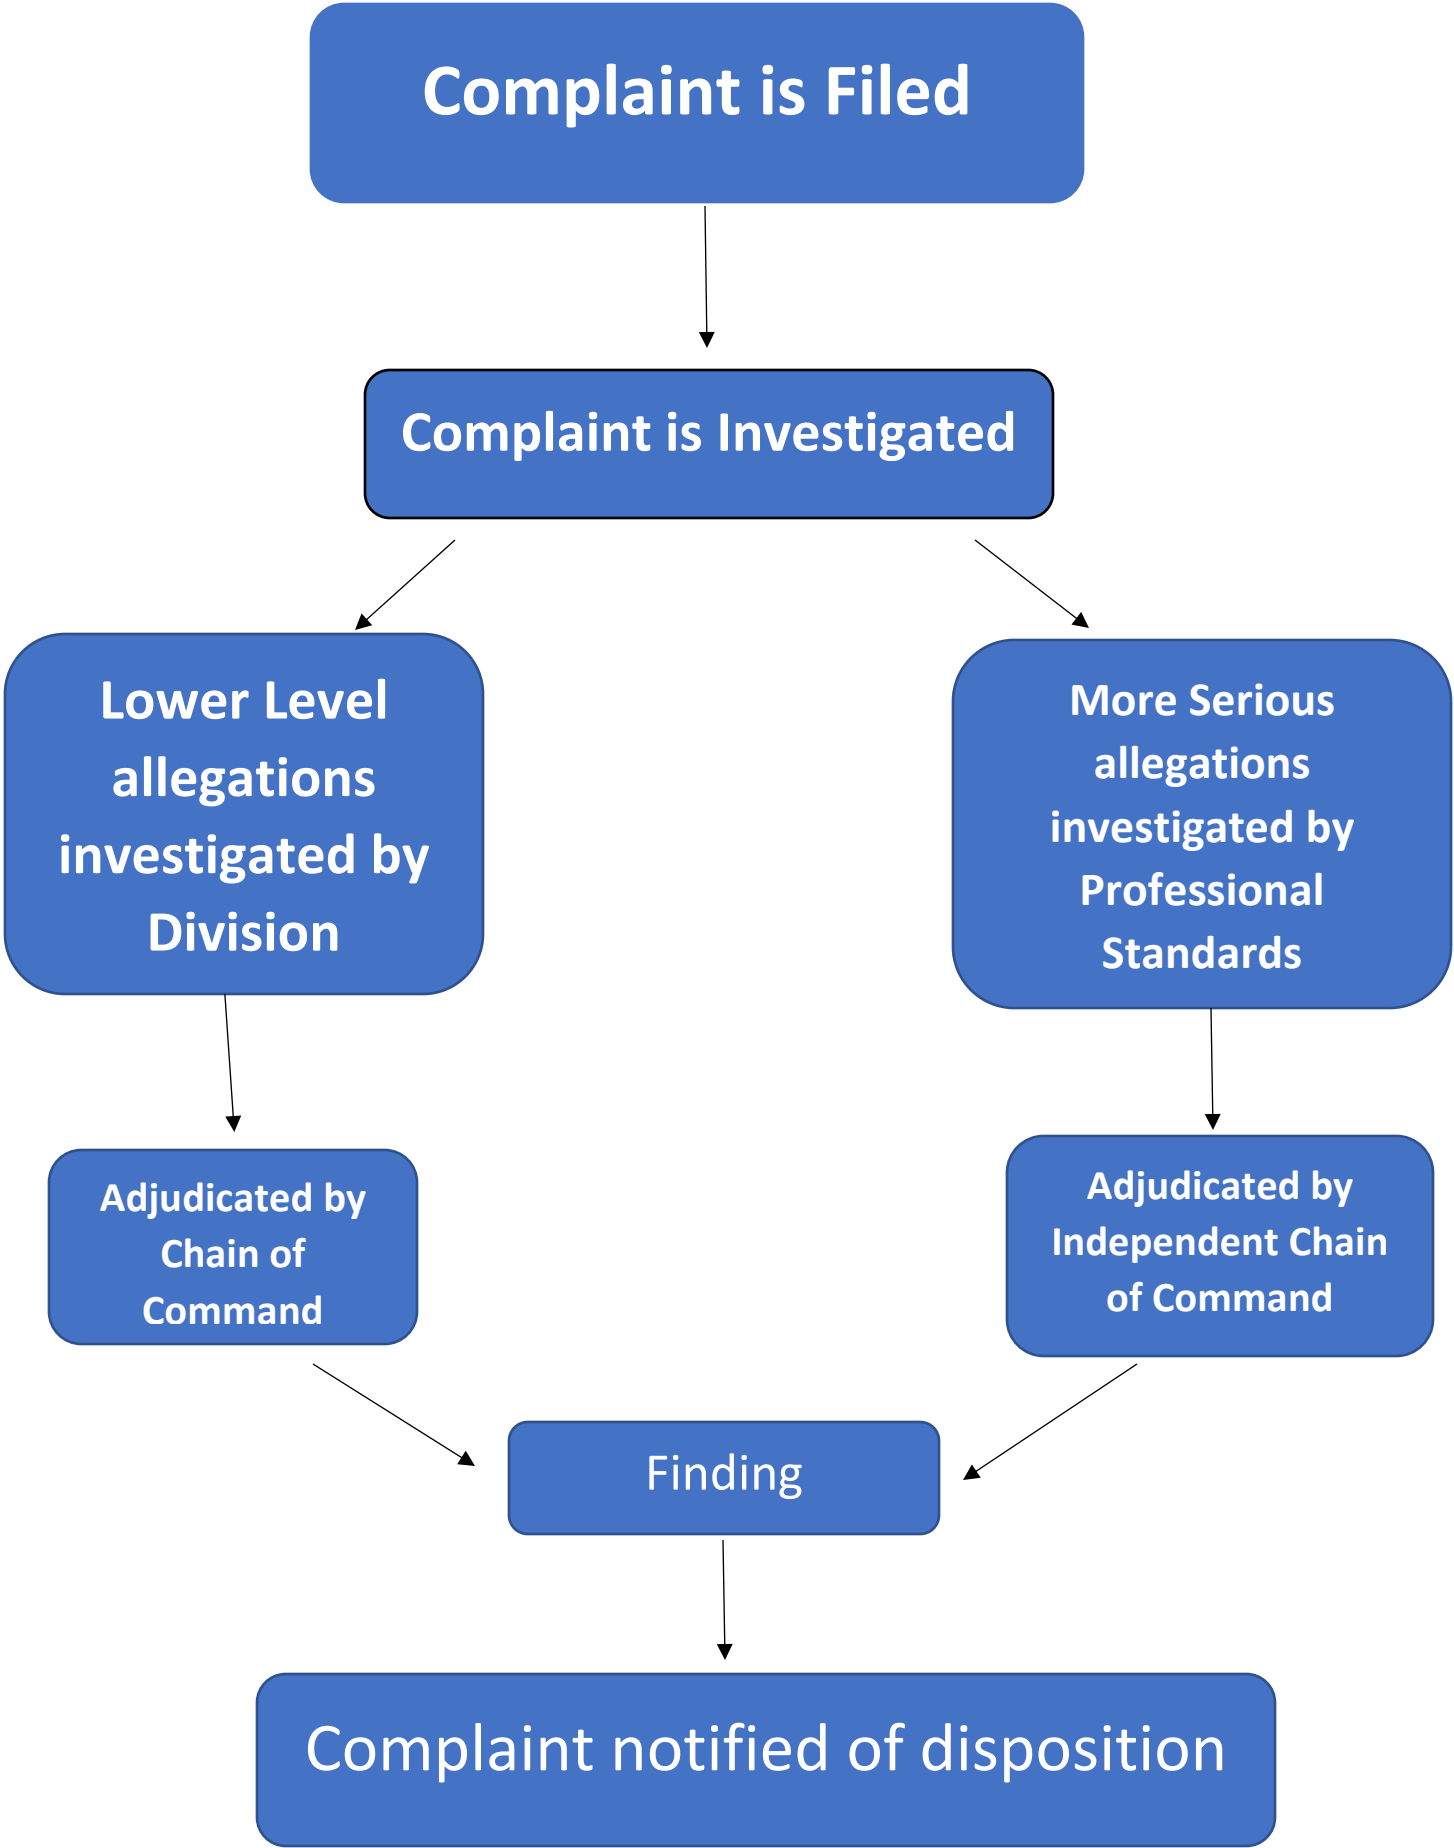 Complaint is Filed
Complaint is Investigated
Lower Level
allegations
investigated by
Division
More Serious
allegations
investigated by
Professional
Standards
Adjudicated by
Chain of
Command
Adjudicated by
Independent Chain
of Command
Finding
Complaint notified of disposition